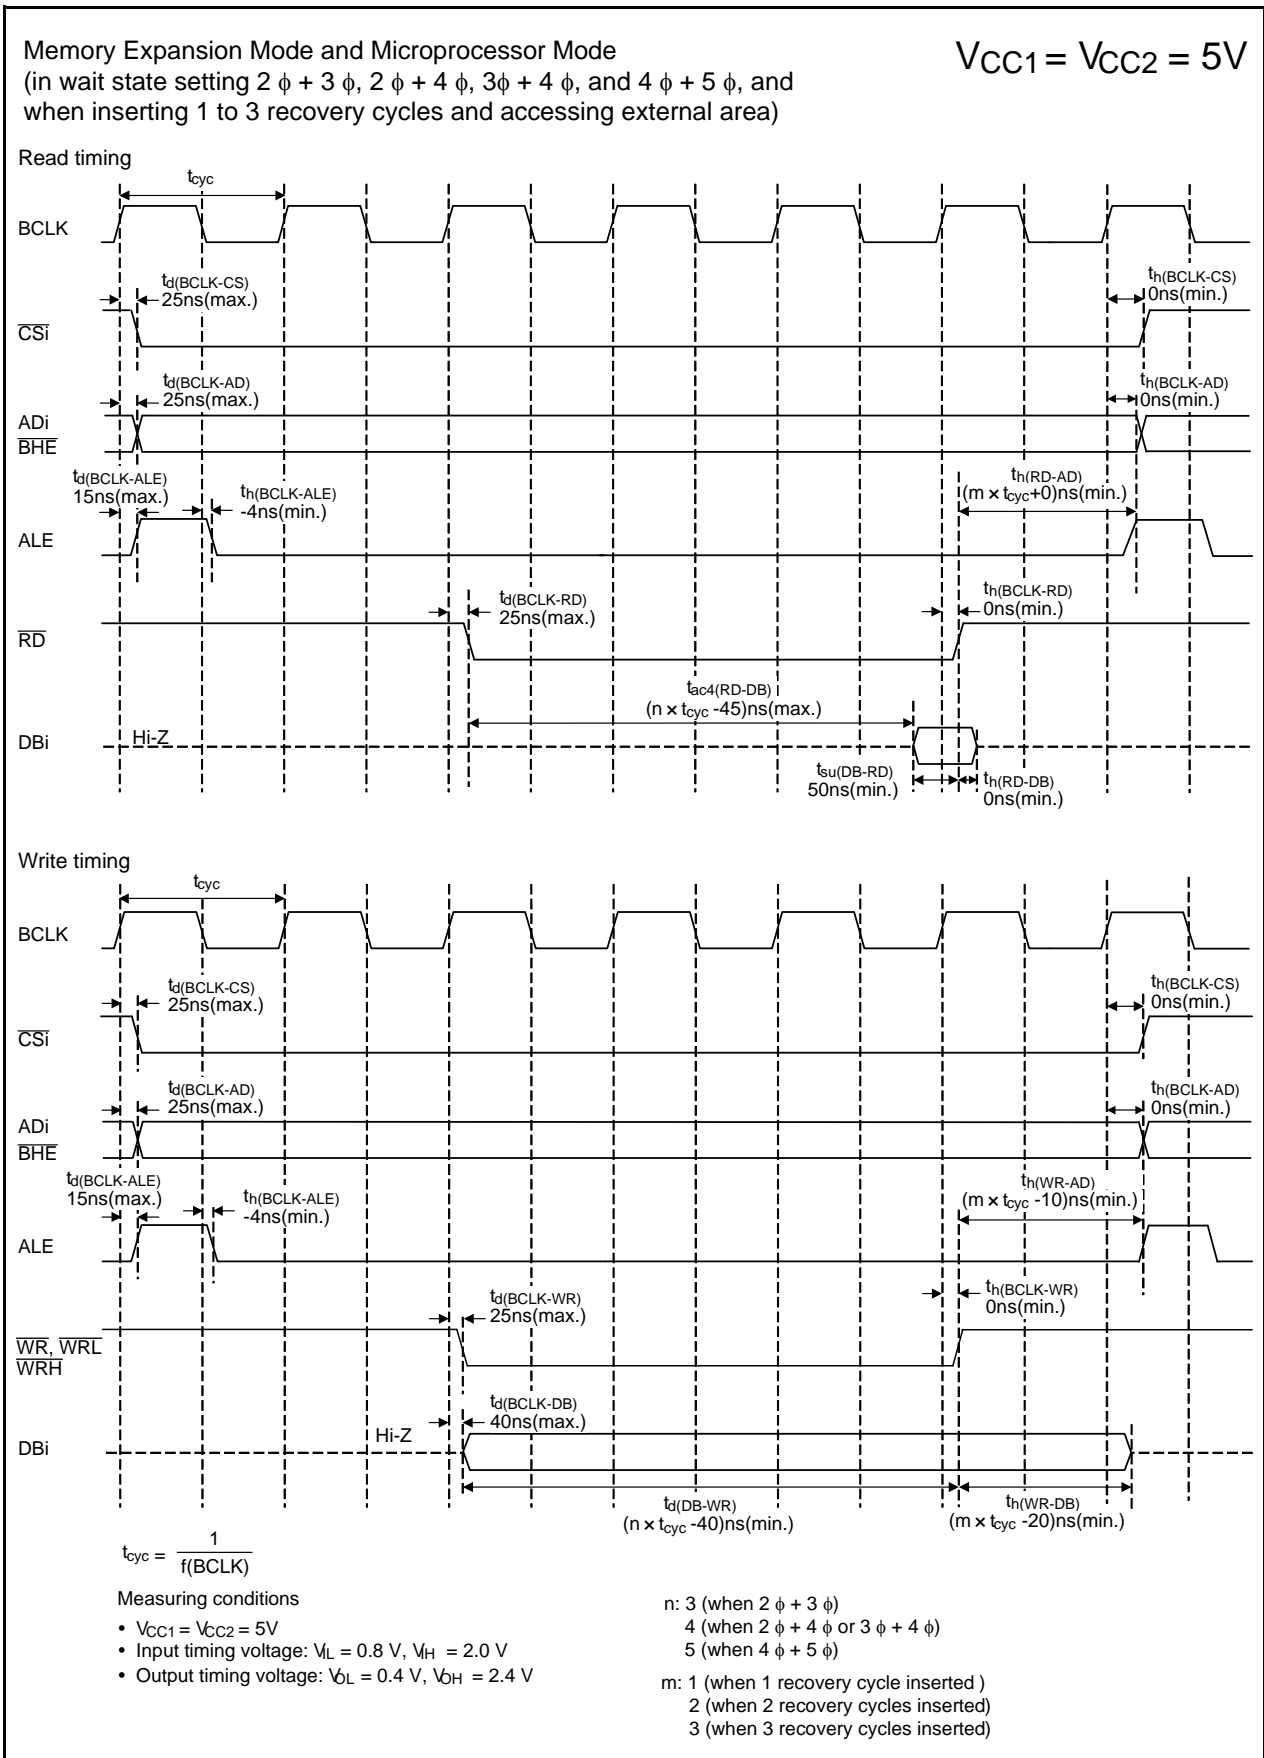 Memory Expansion Mode and Microprocessor Mode
(in wait state setting 2 ϕ + 3 ϕ, 2 ϕ + 4 ϕ, 3ϕ + 4 ϕ, and 4 ϕ + 5 ϕ, and
when inserting 1 to 3 recovery cycles and accessing external area)
VCC1 = VCC2 = 5V
Read timing
tcyc
BCLK
td(BCLK-CS)
25ns(max.)
th(BCLK-CS)
0ns(min.)
CSi
td(BCLK-AD)
25ns(max.)
th(BCLK-AD)
0ns(min.)
ADi
BHE
td(BCLK-ALE)
15ns(max.)
th(BCLK-ALE)
-4ns(min.)
th(RD-AD)
(m × tcyc+0)ns(min.)
ALE
td(BCLK-RD)
25ns(max.)
th(BCLK-RD)
0ns(min.)
RD
tac4(RD-DB)
(n × tcyc -45)ns(max.)
DBi
Hi-Z
tsu(DB-RD)
50ns(min.)
th(RD-DB)
0ns(min.)
Write timing
tcyc
BCLK
td(BCLK-CS)
25ns(max.)
th(BCLK-CS)
0ns(min.)
CSi
td(BCLK-AD)
25ns(max.)
th(BCLK-AD)
0ns(min.)
ADi
BHE
td(BCLK-ALE)
15ns(max.)
th(BCLK-ALE)
-4ns(min.)
th(WR-AD)
(m × tcyc -10)ns(min.)
ALE
td(BCLK-WR)
25ns(max.)
th(BCLK-WR)
0ns(min.)
WR, WRL
WRH
td(BCLK-DB)
40ns(max.)
DBi
Hi-Z
td(DB-WR)
(n × tcyc -40)ns(min.)
th(WR-DB)
(m × tcyc -20)ns(min.)
tcyc = 1
f(BCLK)
Measuring conditions
• VCC1 = VCC2 = 5V
• Input timing voltage: VIL = 0.8 V, VIH = 2.0 V
• Output timing voltage: VOL = 0.4 V, VOH = 2.4 V
n: 3 (when 2 ϕ + 3 ϕ)
4 (when 2 ϕ + 4 ϕ or 3 ϕ + 4 ϕ)
5 (when 4 ϕ + 5 ϕ)
m: 1 (when 1 recovery cycle inserted )
2 (when 2 recovery cycles inserted)
3 (when 3 recovery cycles inserted)